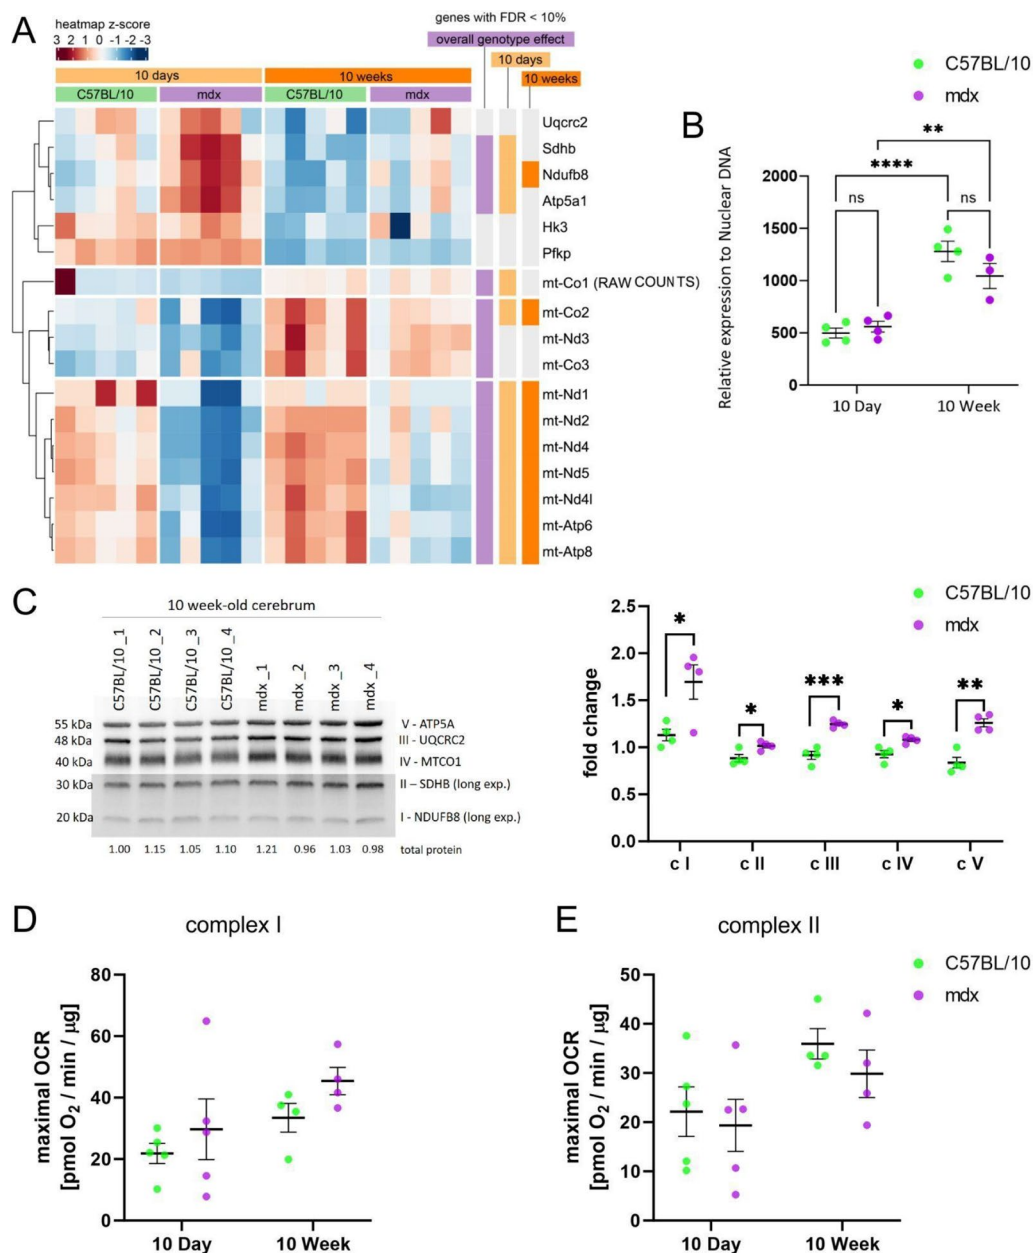 A
heatmap z-score
3 2 1 0 -1 -2 -3
genes with FDR < 10%
overall genotype effect
10 days
10 weeks
10 days
10 weeks
C57BL/10
mdx
C57BL/10
mdx
Uqcrc2
Sdhb
Ndufb8
Atp5a1
Hk3
Pfkp
mt-Co1 (RAW COUNTS)
mt-Co2
mt-Nd3
mt-Co3
mt-Nd1
mt-Nd2
mt-Nd4
mt-Nd5
mt-Nd4l
mt-Atp6
mt-Atp8
C57BL/10
mdx
B
**
****
ns
ns
Relative expression to Nuclear DNA
2000
1500
1000
500
0
10 Day
10 Week
C
10 week-old cerebrum
C57BL/10_1
C57BL/10_2
C57BL/10_3
C57BL/10_4
mdx_1
mdx_2
mdx_3
mdx_4
55 kDa
48 kDa
40 kDa
30 kDa
20 kDa
V - ATP5A
III - UQCRC2
IV - MTCO1
II – SDHB (long exp.)
I - NDUFB8 (long exp.)
1.00 1.15 1.05 1.10 1.21 0.96 1.03 0.98 total protein
C57BL/10
mdx
fold change
2.5
2.0
1.5
1.0
0.5
0.0
*
*
***
*
**
c I
c II
c III
c IV
c V
D
complex I
maximal OCR
[pmol O2 / min / µg]
80
60
40
20
0
10 Day
10 Week
E
complex II
C57BL/10
mdx
maximal OCR
[pmol O2 / min / µg]
50
40
30
20
10
0
10 Day
10 Week